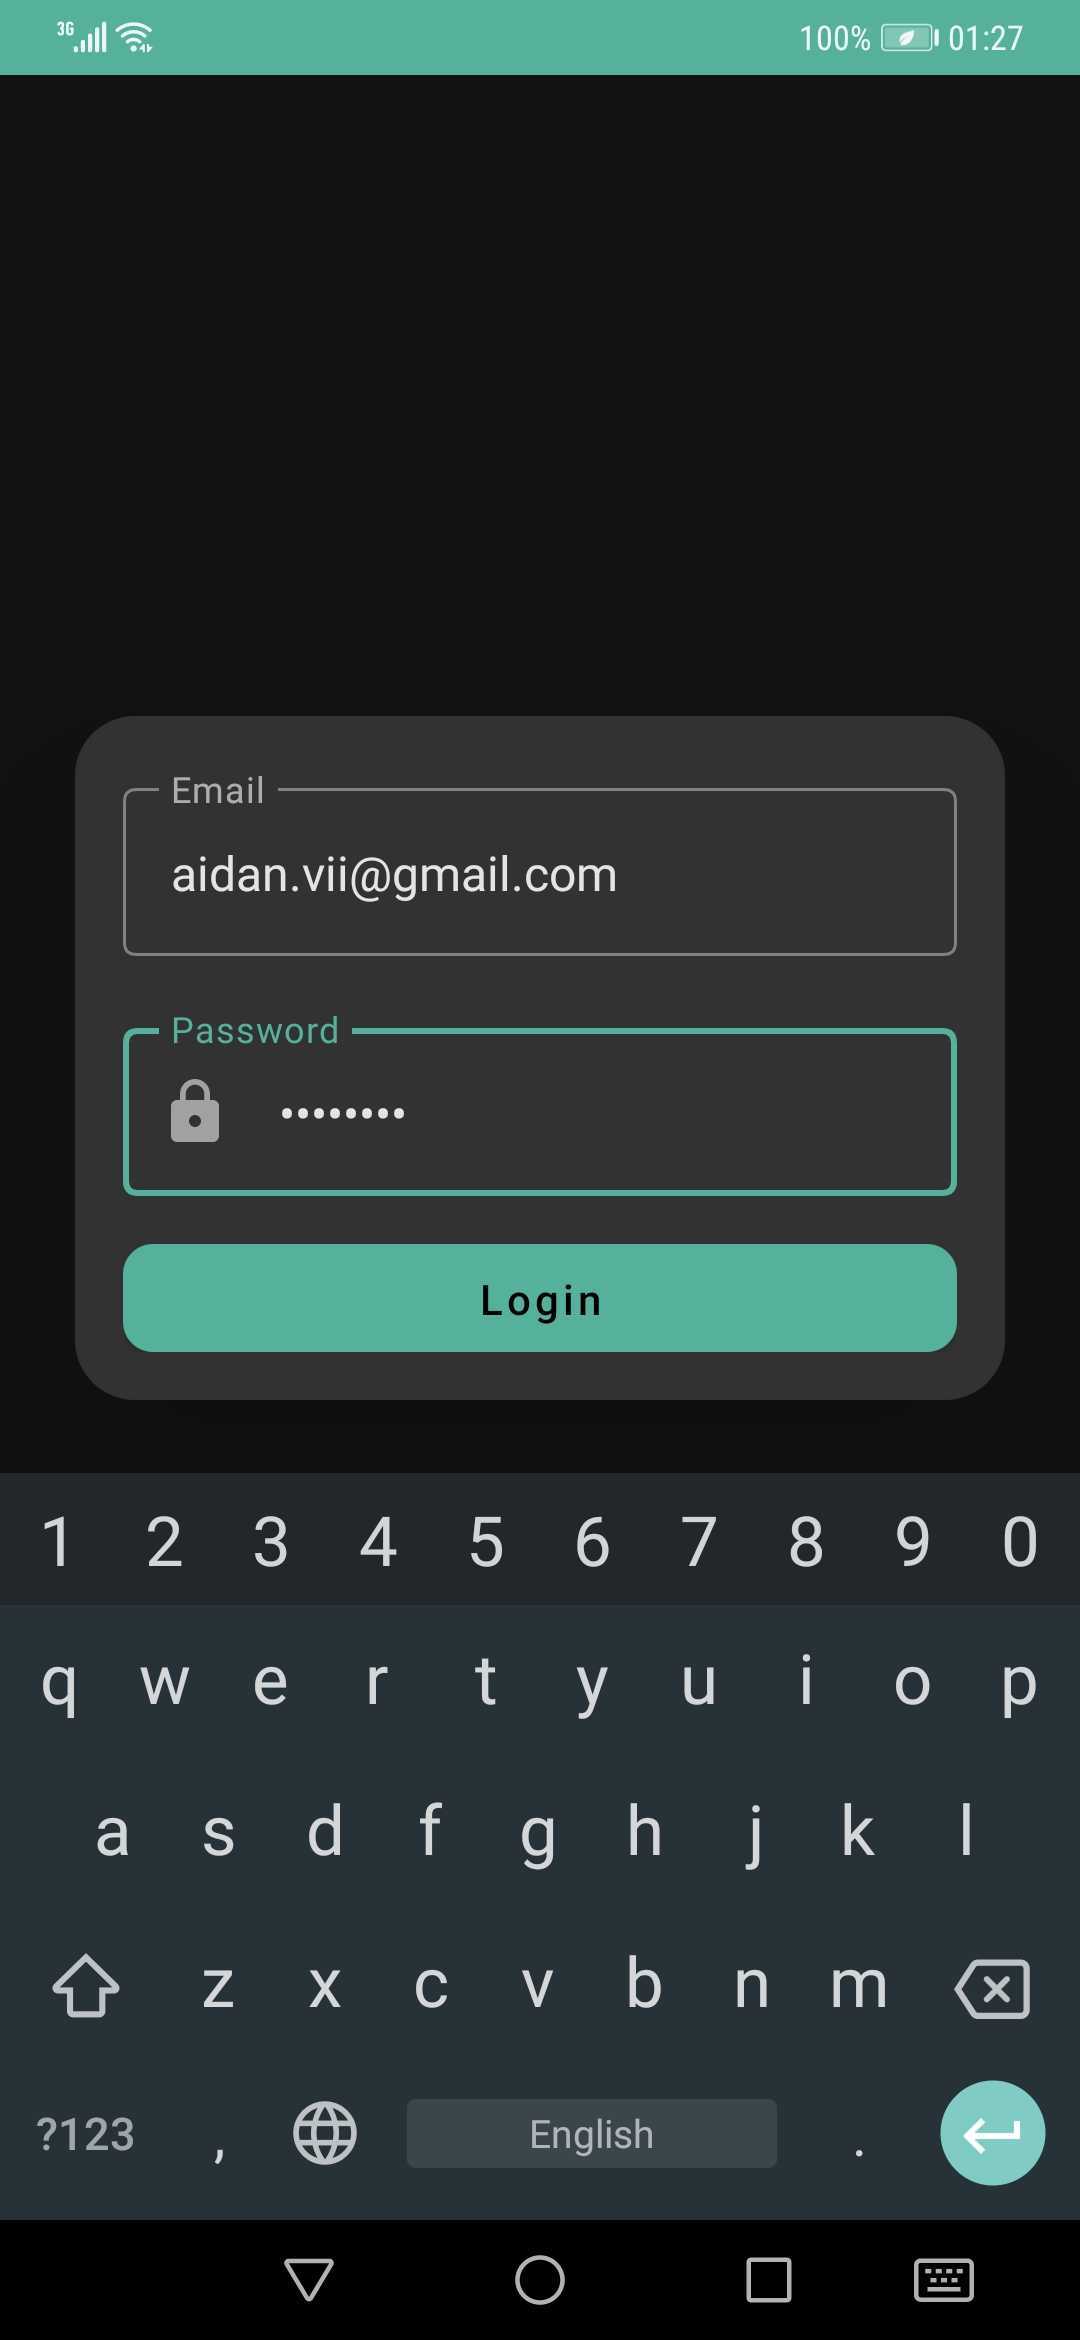 3G 100% 01:27
Email
aidan.vii@gmail.com
Password
••••••••
Login
1 2 3 4 5 6 7 8 9 0
q w e r t y u i o p
a s d f g h j k l
z x c v b n m
?123 , English .